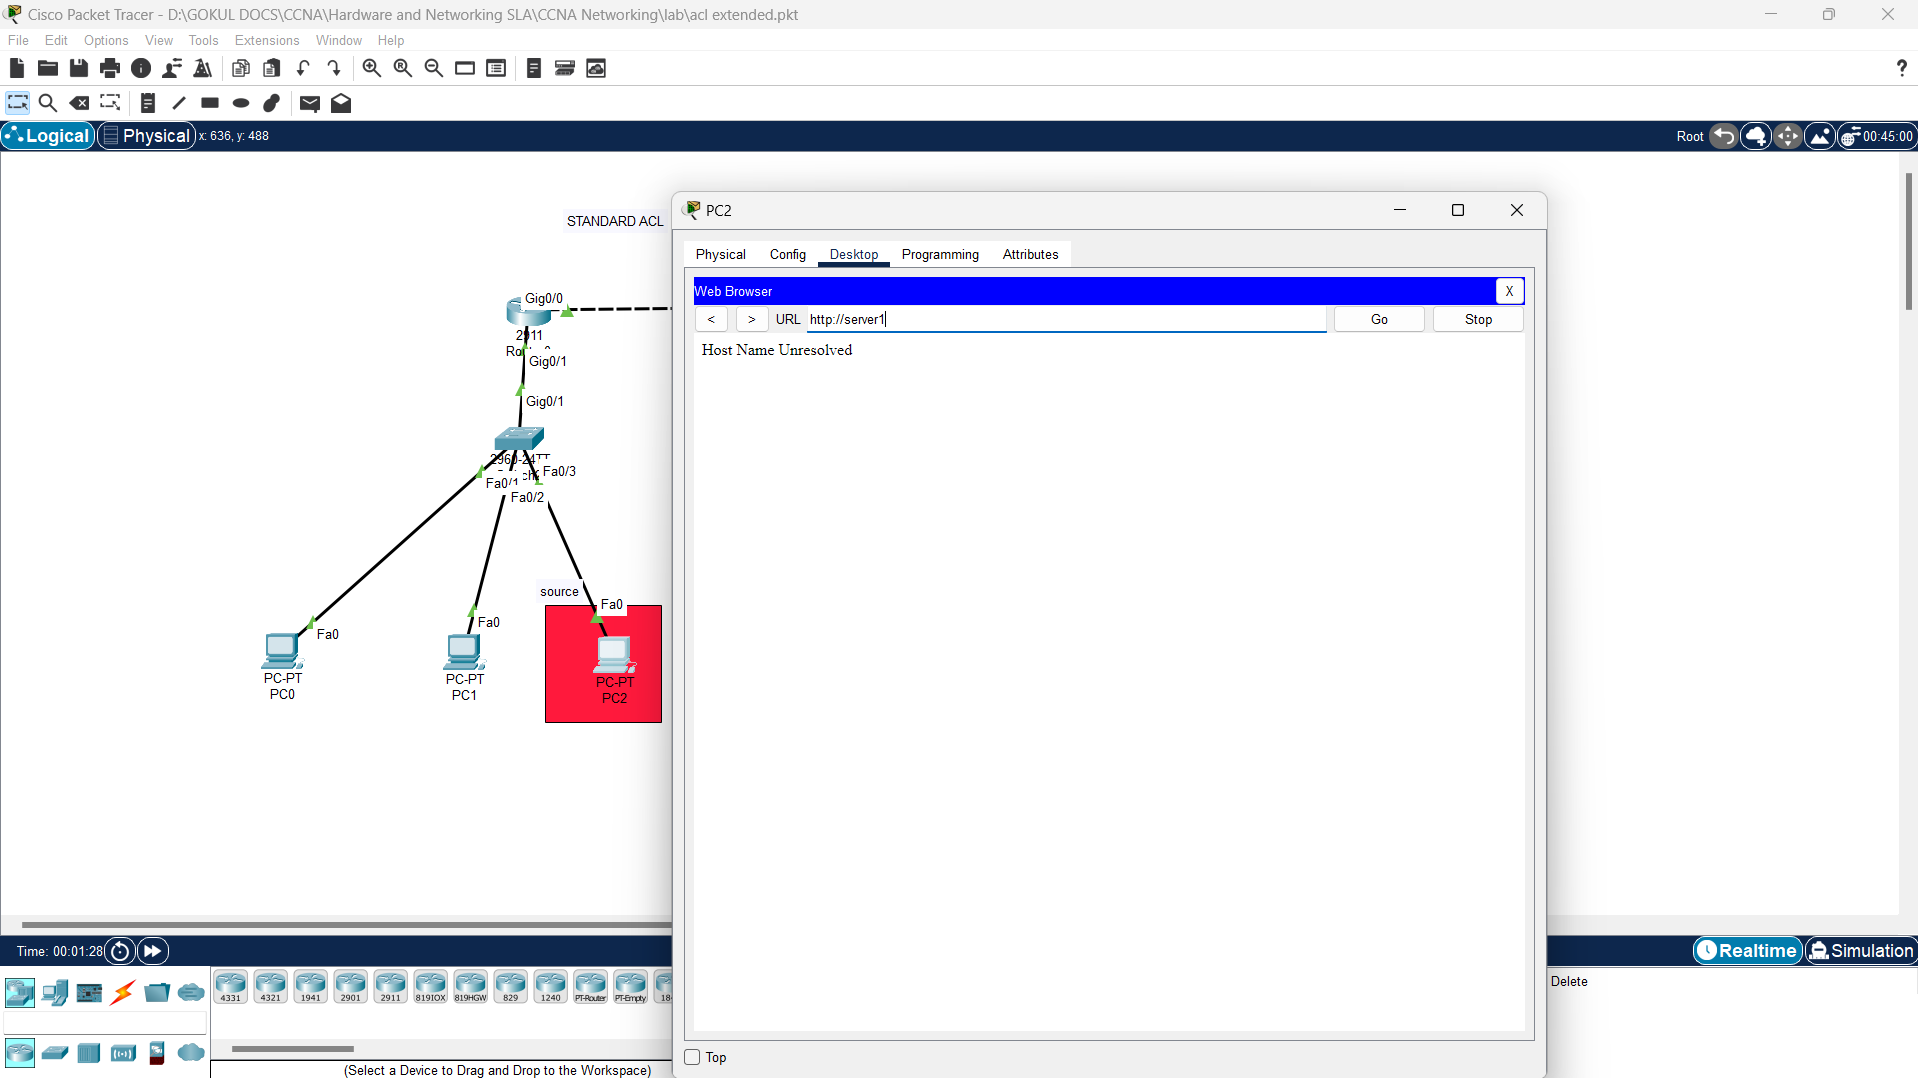 Cisco Packet Tracer - D:\GOKUL DOCS\CCNA\Hardware and Networking SLA\CCNA Networking\lab\acl extended.pkt
File Edit Options View Tools Extensions Window Help
?
Logical Physical x: 636, y: 488 Root 00:45:00
STANDARD ACL
PC2
Physical Config Desktop Programming Attributes
Web Browser X
< > URL http://server1 Go Stop
Host Name Unresolved
Gig0/0
2911
Gig0/1
Gig0/1
Fa0/3
Fa0/1
Fa0/2
source
Fa0
Fa0
Fa0
PC-PT
PC0
PC-PT
PC1
PC-PT
PC2
Time: 00:01:28 Realtime Simulation
4331 4321 1941 2901 2911 819IOX 819HGW 829 1240 PT-Router PT-Empty
Delete
Top
(Select a Device to Drag and Drop to the Workspace)